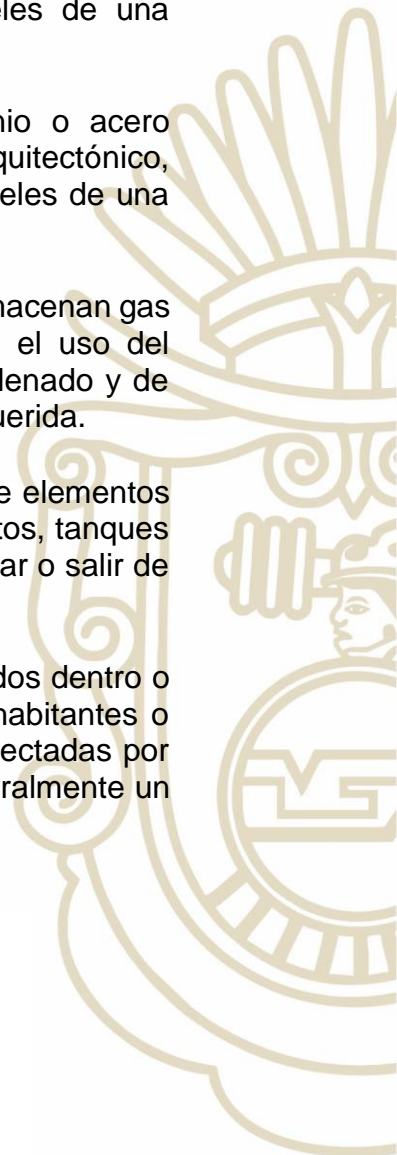 eles de una
io o acero
quitectónico,
eles de una
macenan gas
el uso del
lenado y de
uerida.
e elementos
tos, tanques
ar o salir de
dos dentro o
habitantes o
ectadas por
ralmente un